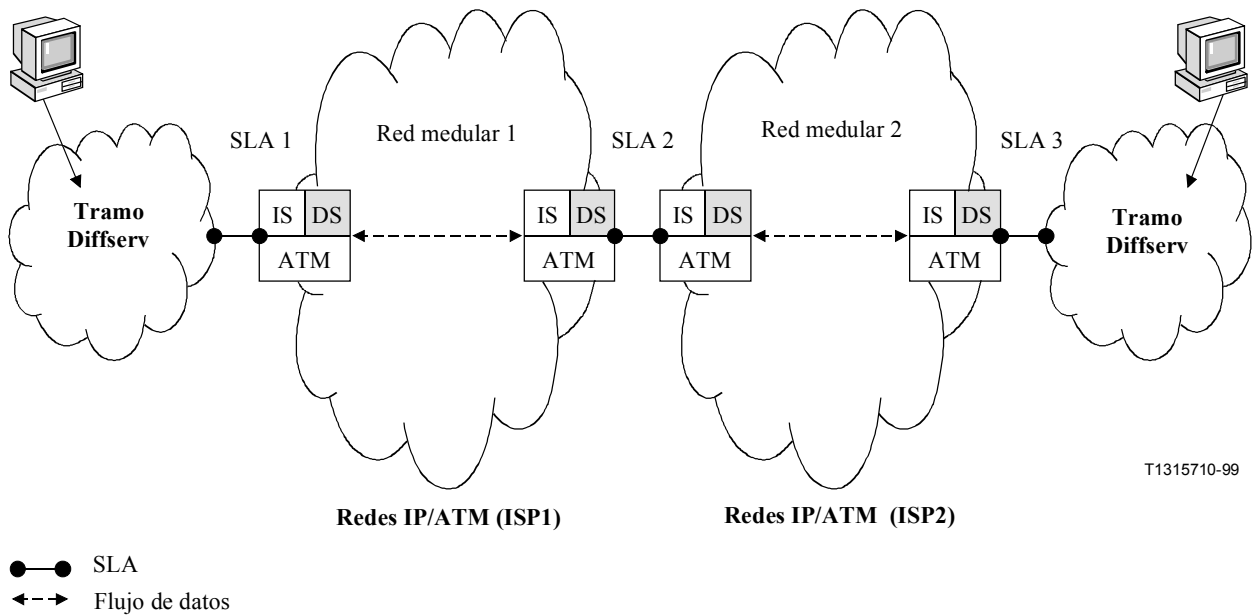 SLA 1
Red medular 1
SLA 2
Red medular 2
SLA 3
Tramo
Diffserv
IS DS
ATM
IS DS
ATM
IS DS
ATM
IS DS
ATM
Tramo
Diffserv
T1315710-99
Redes IP/ATM (ISP1)
Redes IP/ATM (ISP2)
SLA
Flujo de datos